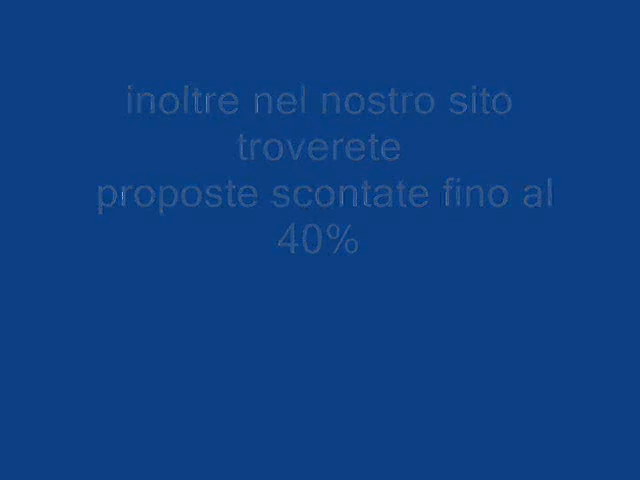 inoltre nel nostro sito
troverete
proposte scontate fino al
40%